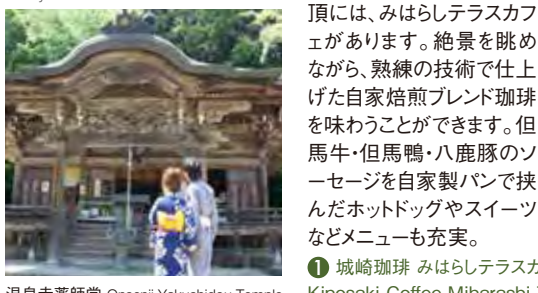 頂には、みはらしテラスカフ
ェがあります。絶景を眺め
ながら、熟練の技術で仕上
げた自家焙煎ブレンド珈琲
を味わうことができます。但
馬牛・但馬鴨・八鹿豚のソ
ーセージを自家製パンで挟
んだホットドッグやスイーツ
などメニューも充実。
❶ 城崎珈琲 みはらしテラスカ